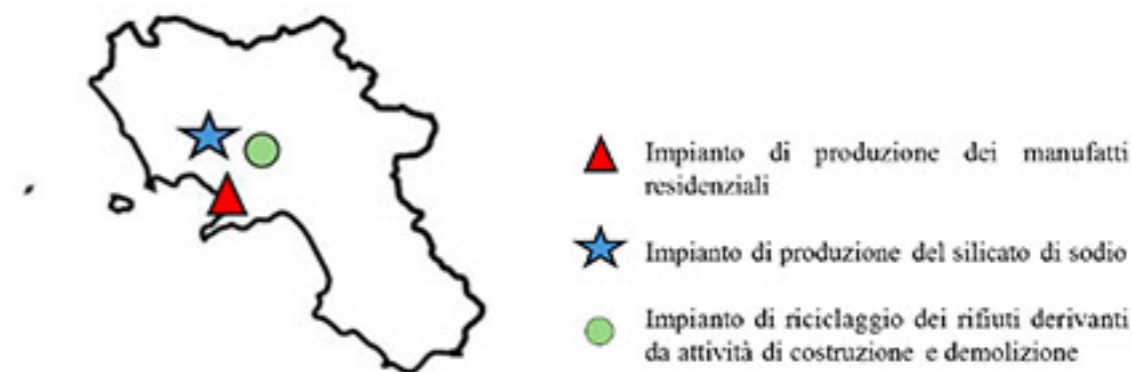 Impianto di produzione dei manufatti
residenziali
Impianto di produzione del silicato di sodio
Impianto di riciclaggio dei rifiuti derivanti
da attività di costruzione e demolizione